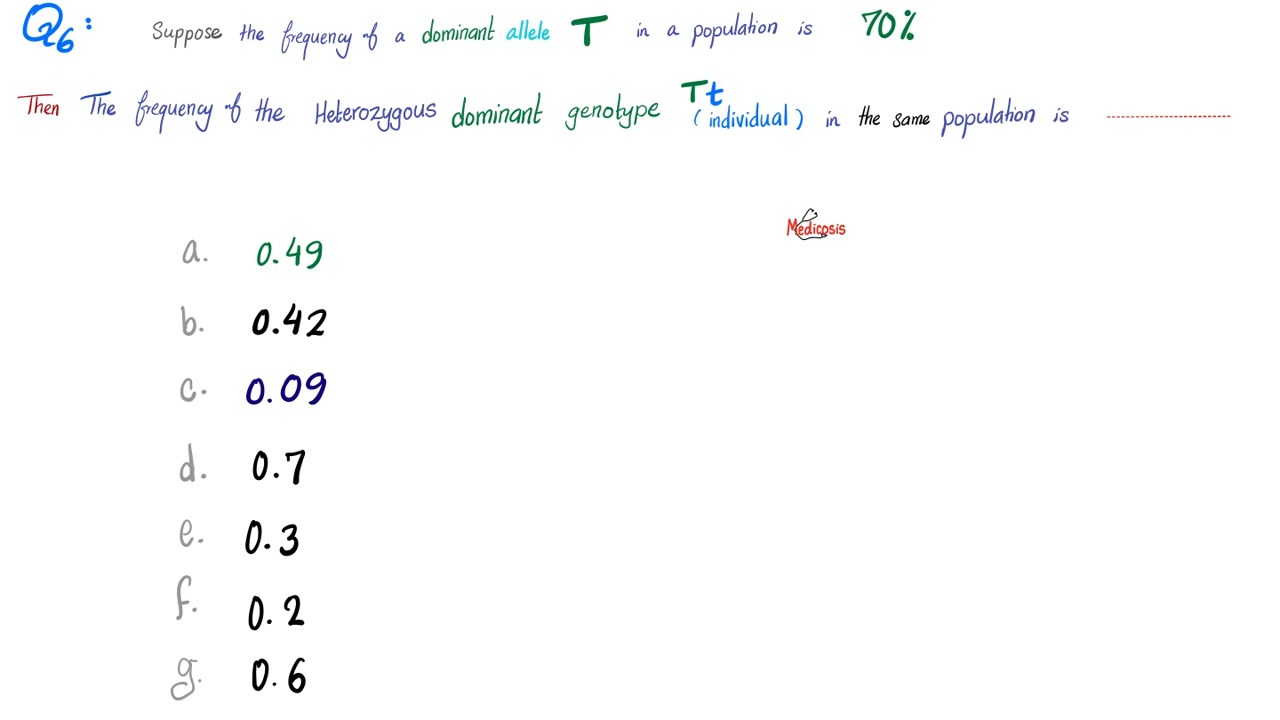 Q6: Suppose the frequency of a dominant allele T in a population is 70%
Then The frequency of the Heterozygous dominant genotype Tt (individual) in the same population is ------------
Medicosis
a. 0.49
b. 0.42
c. 0.09
d. 0.7
e. 0.3
f. 0.2
g. 0.6